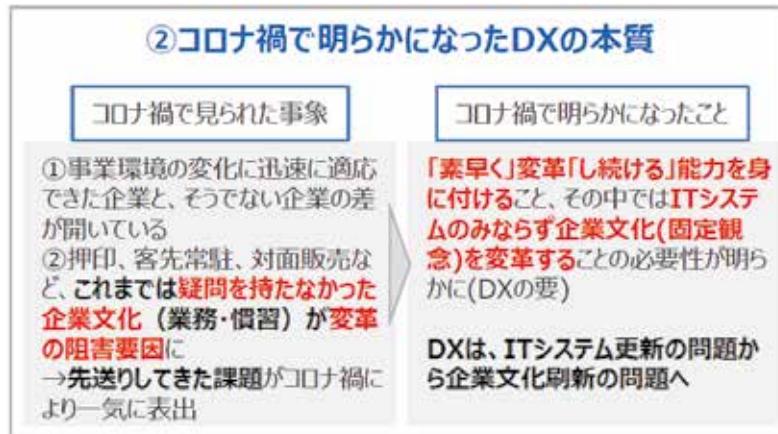 ②コロナ禍で明らかになったDXの本質
コロナ禍で見られた事象
①事業環境の変化に迅速に適応
できた企業と、そうでない企業の差
が開いている
②押印、客先常駐、対面販売な
ど、これまでは疑問を持たなかった
企業文化（業務・慣習）が変革
の阻害要因に
→先送りしてきた課題がコロナ禍に
より一気に表出
コロナ禍で明らかになったこと
「素早く」変革「し続ける」能力を身
に付けること、その中ではITシステ
ムのみならず企業文化(固定観
念)を変革することの必要性が明ら
かに(DXの要)
DXは、ITシステム更新の問題か
ら企業文化刷新の問題へ